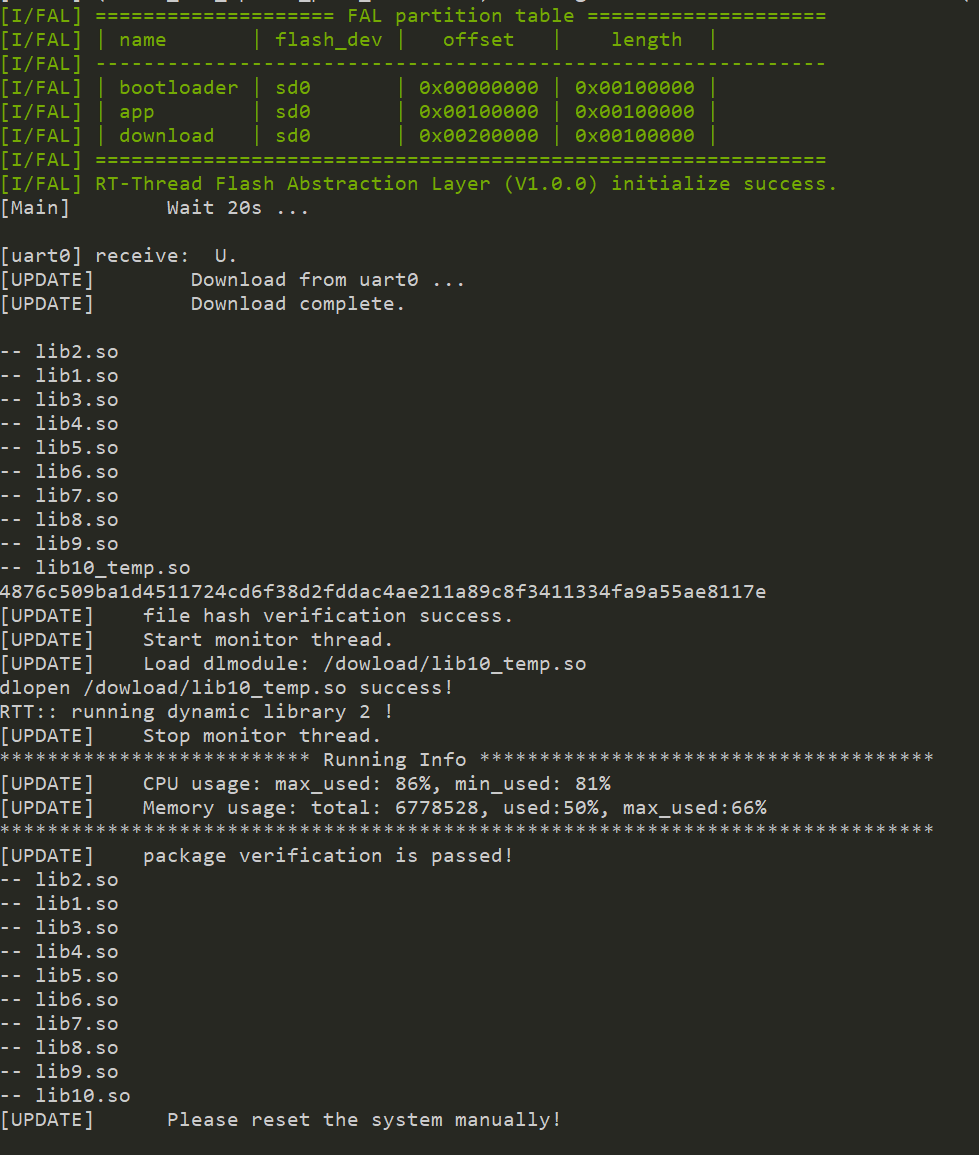 [I/FAL] ==================== FAL partition table ====================
[I/FAL] | name       | flash_dev |   offset   |    length  |
[I/FAL] -------------------------------------------------------------
[I/FAL] | bootloader | sd0       | 0x00000000 | 0x00100000 |
[I/FAL] | app        | sd0       | 0x00100000 | 0x00100000 |
[I/FAL] | download   | sd0       | 0x00200000 | 0x00100000 |
[I/FAL] =============================================================
[I/FAL] RT-Thread Flash Abstraction Layer (V1.0.0) initialize success.
[Main]        Wait 20s ...
[uart0] receive:  U.
[UPDATE]        Download from uart0 ...
[UPDATE]        Download complete.
-- lib2.so
-- lib1.so
-- lib3.so
-- lib4.so
-- lib5.so
-- lib6.so
-- lib7.so
-- lib8.so
-- lib9.so
-- lib10_temp.so
4876c509ba1d4511724cd6f38d2fddac4ae211a89c8f3411334fa9a55ae8117e
[UPDATE]    file hash verification success.
[UPDATE]    Start monitor thread.
[UPDATE]    Load dlmodule: /dowload/lib10_temp.so
dlopen /dowload/lib10_temp.so success!
RTT:: running dynamic library 2 !
[UPDATE]    Stop monitor thread.
************************** Running Info **************************************
[UPDATE]    CPU usage: max_used: 86%, min_used: 81%
[UPDATE]    Memory usage: total: 6778528, used:50%, max_used:66%
******************************************************************************
[UPDATE]    package verification is passed!
-- lib2.so
-- lib1.so
-- lib3.so
-- lib4.so
-- lib5.so
-- lib6.so
-- lib7.so
-- lib8.so
-- lib9.so
-- lib10.so
[UPDATE]      Please reset the system manually!